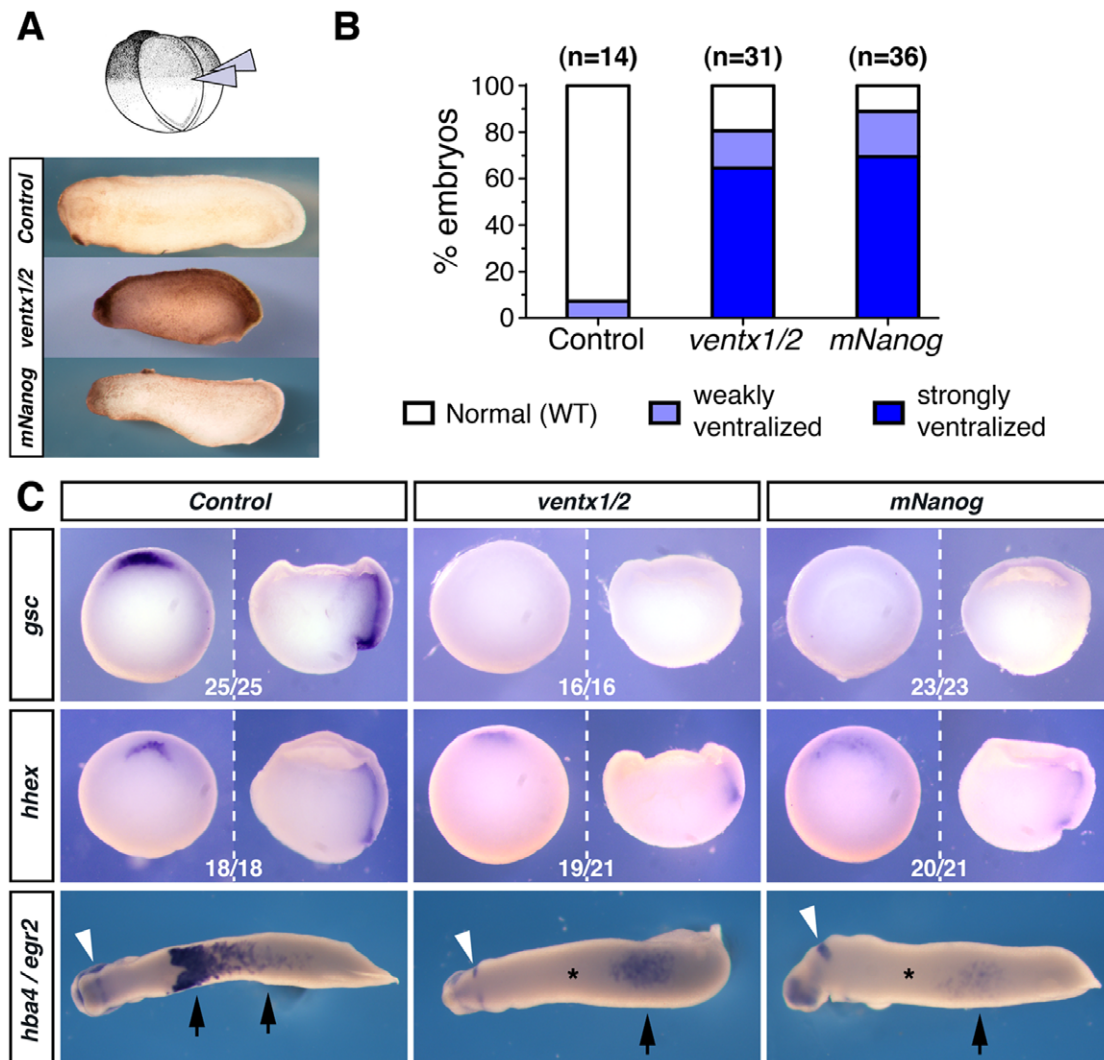 A
Control
ventx1/2
mNanog
B
(n=14) (n=31) (n=36)
% embryos
100
80
60
40
20
0
Control ventx1/2 mNanog
Normal (WT)
weakly
ventralized
strongly
ventralized
C
Control ventx1/2 mNanog
gsc
25/25 16/16 23/23
hhex
18/18 19/21 20/21
hba4 / egr2
* *